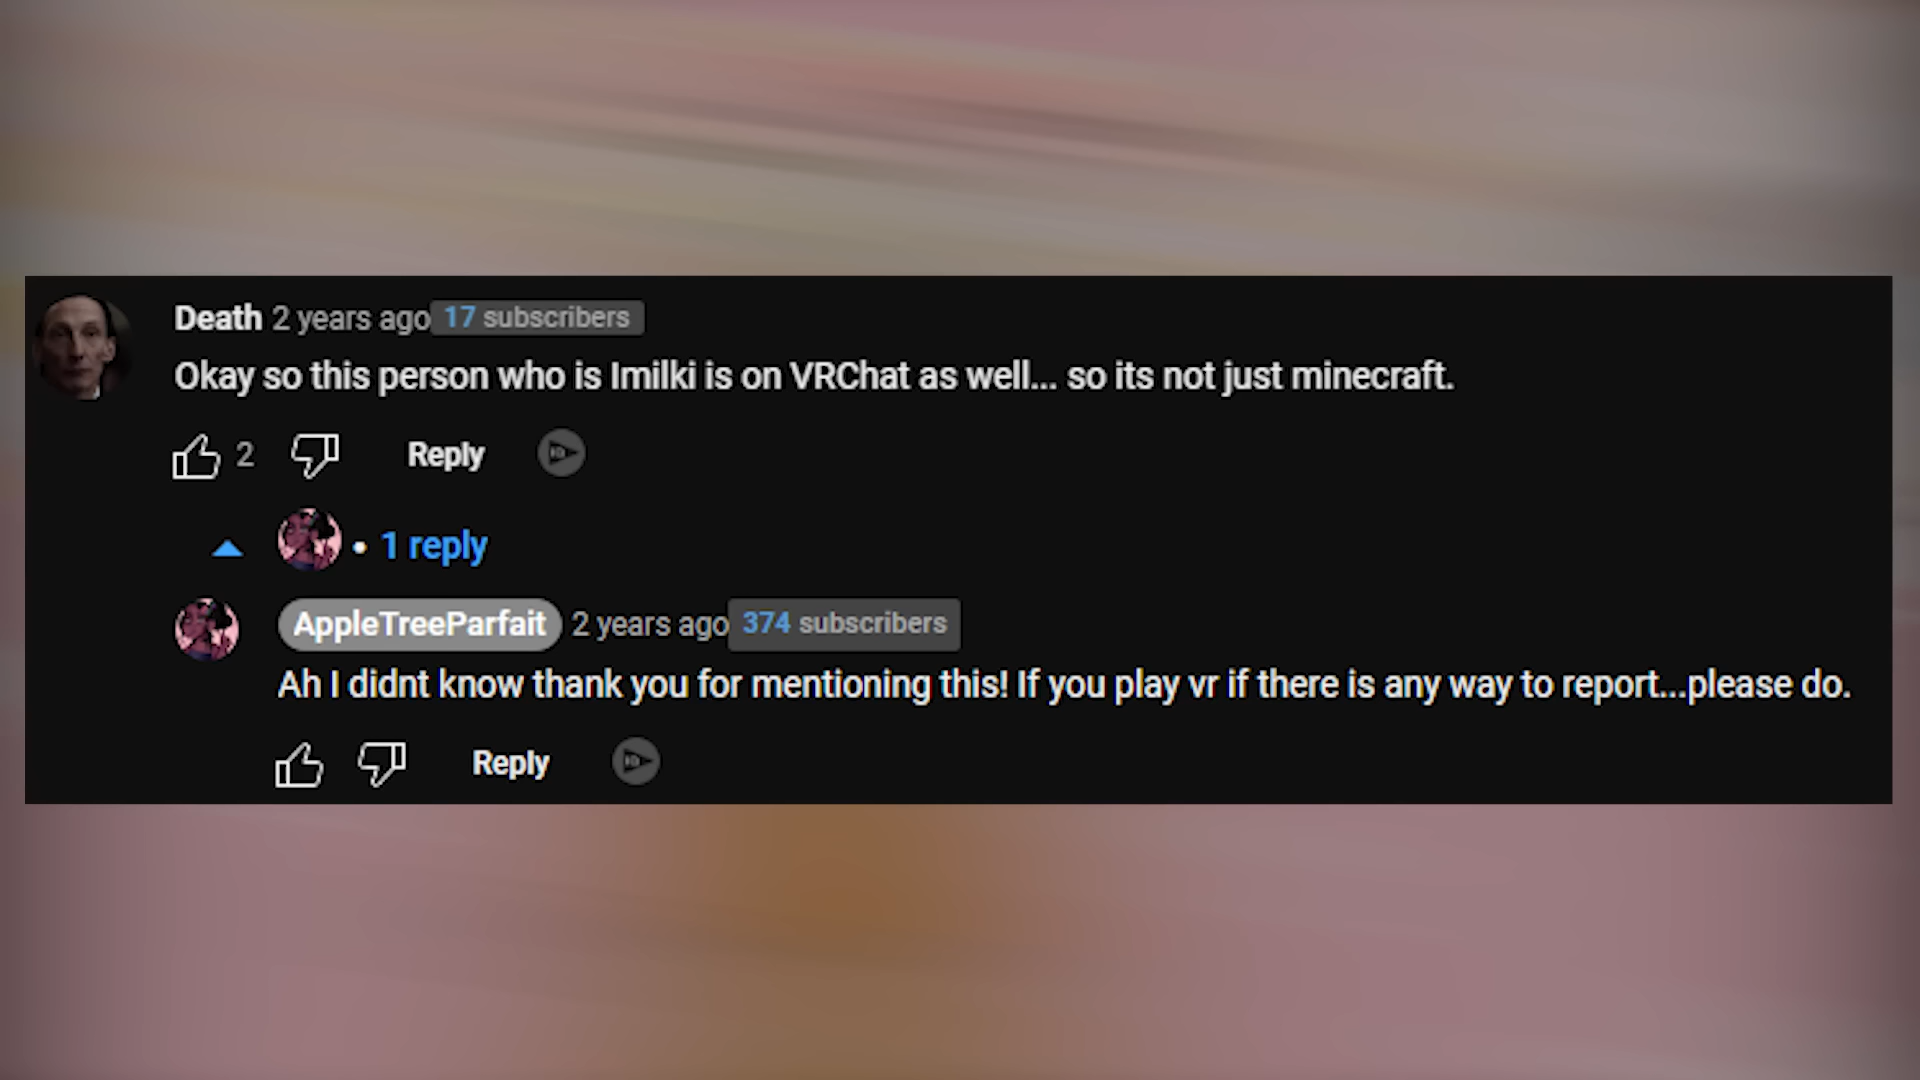 Death 2 years ago 17 subscribers
Okay so this person who is Imilki is on VRChat as well... so its not just minecraft.
2 Reply
• 1 reply
AppleTreeParfait 2 years ago 374 subscribers
Ah I didnt know thank you for mentioning this! If you play vr if there is any way to report...please do.
Reply